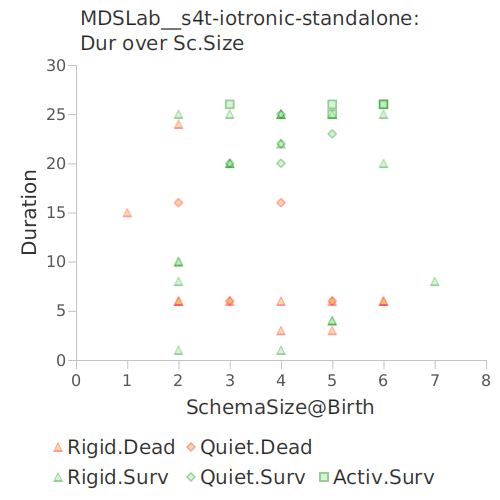 MDSLab__s4t-iotronic-standalone:
Dur over Sc.Size
30
25
20
15
10
5
0
Duration
0 1 2 3 4 5 6 7 8
SchemaSize@Birth
Rigid.Dead Quiet.Dead
Rigid.Surv Quiet.Surv Activ.Surv